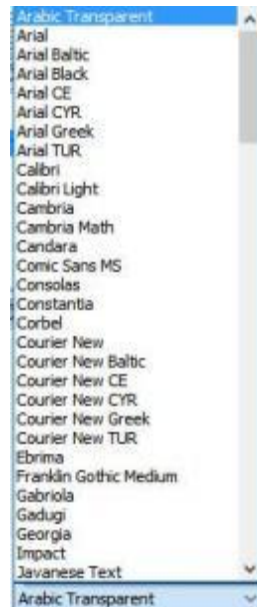 Arabic Transparent
Arial
Arial Baltic
Arial Black
Arial CE
Arial CYR
Arial Greek
Arial TUR
Calibri
Calibri Light
Cambria
Cambria Math
Candara
Comic Sans MS
Consolas
Constantia
Corbel
Courier New
Courier New Baltic
Courier New CE
Courier New CYR
Courier New Greek
Courier New TUR
Ebrima
Franklin Gothic Medium
Gabriola
Gadugi
Georgia
Impact
Javanese Text
Arabic Transparent